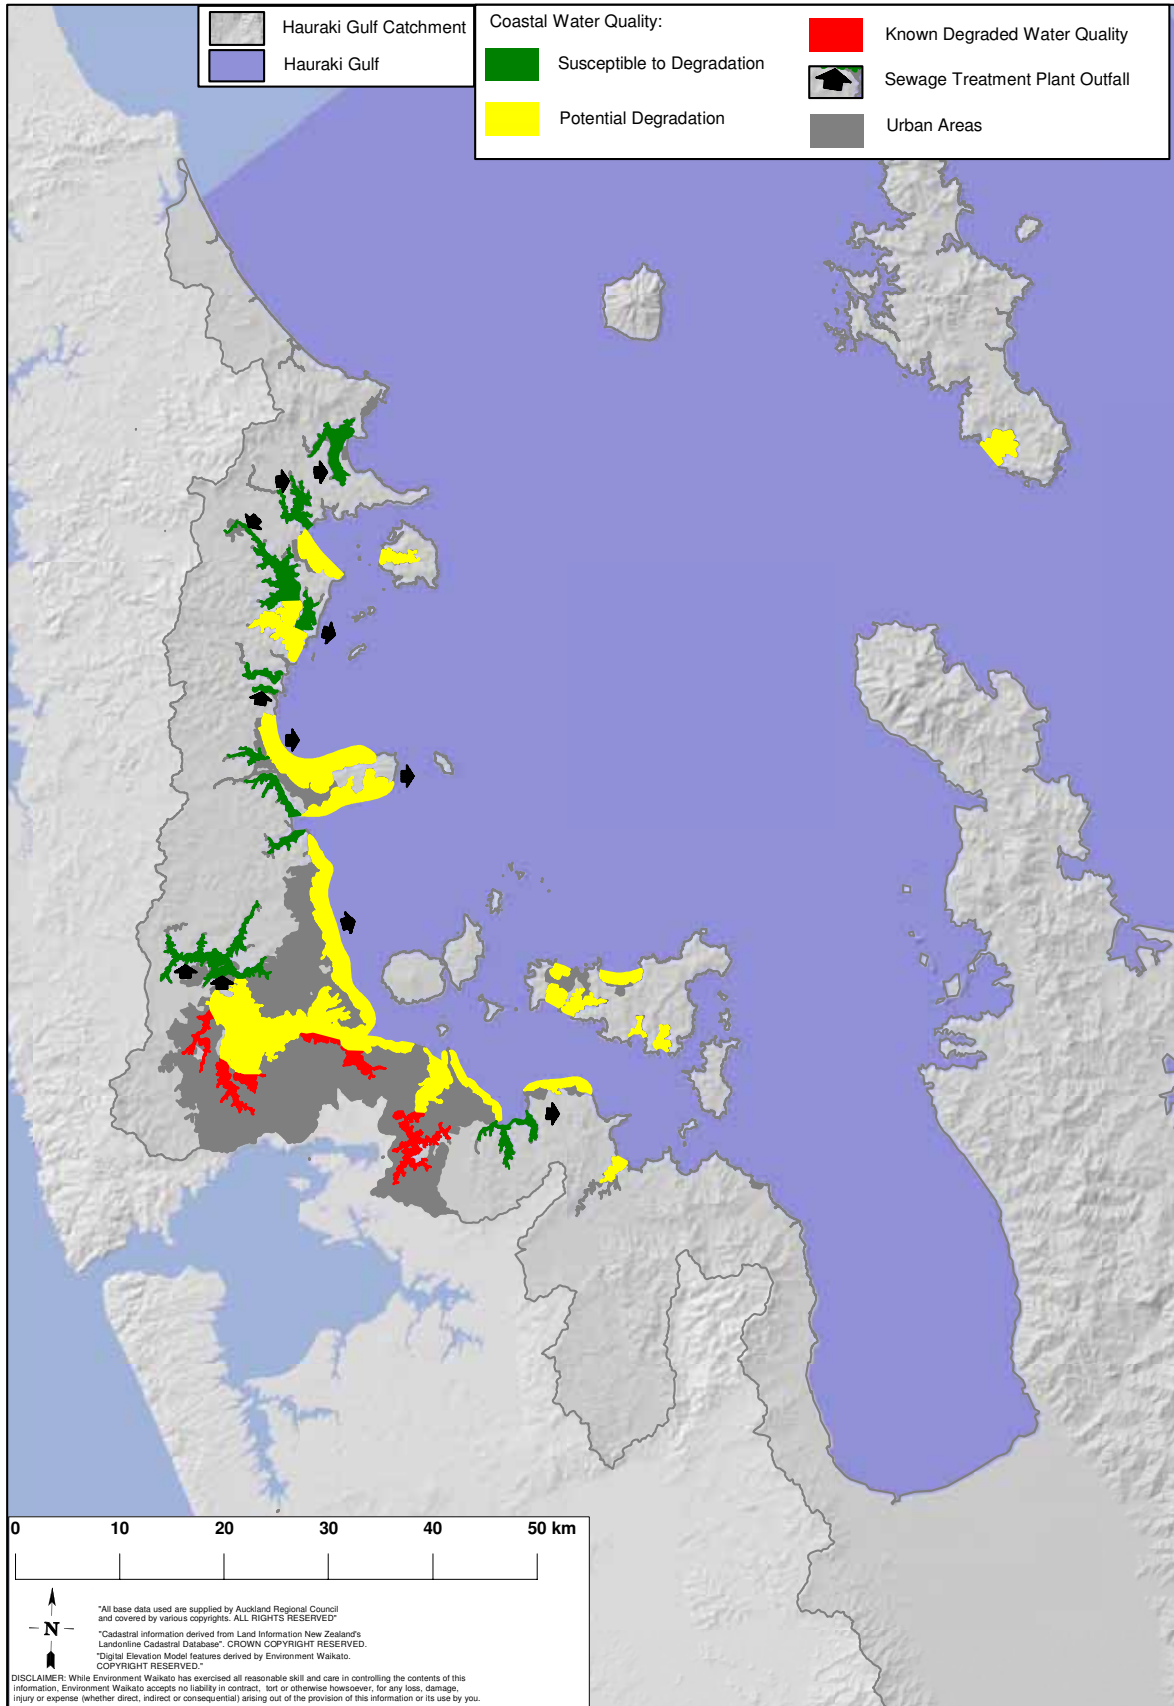 Hauraki Gulf Catchment
Hauraki Gulf
Coastal Water Quality:
Susceptible to Degradation
Potential Degradation
Known Degraded Water Quality
Sewage Treatment Plant Outfall
Urban Areas
0 10 20 30 40 50 km
N
"All base data used are supplied by Auckland Regional Council
and covered by various copyrights. ALL RIGHTS RESERVED"
"Cadastral information derived from Land Information New Zealand's
Landonline Cadastral Database". CROWN COPYRIGHT RESERVED.
"Digital Elevation Model features derived by Environment Waikato.
COPYRIGHT RESERVED."
DISCLAIMER: While Environment Waikato has exercised all reasonable skill and care in controlling the contents of this
information, Environment Waikato accepts no liability in contract, tort or otherwise howsoever, for any loss, damage,
injury or expense (whether direct, indirect or consequential) arising out of the provision of this information or its use by you.